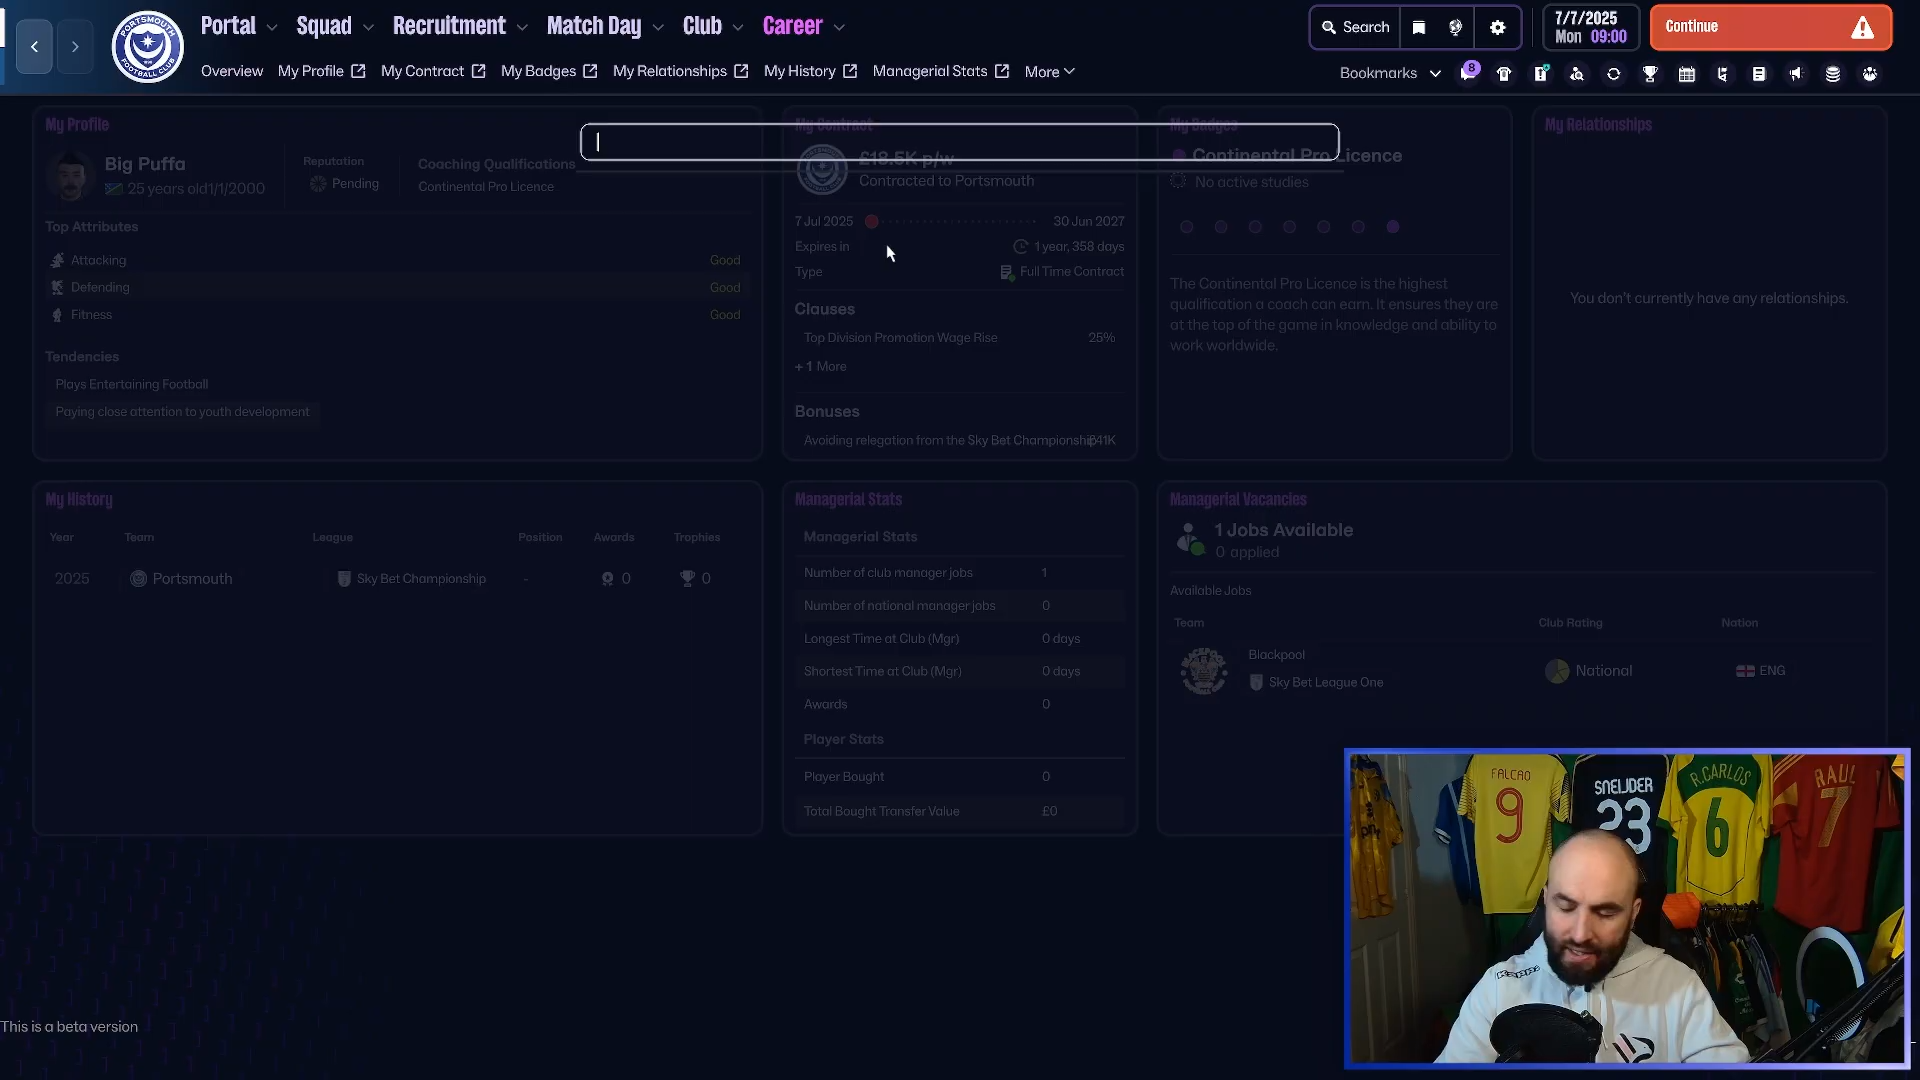 Portal
Squad
Recruitment
Match Day
Club
Career
Search
7/7/2025
Mon 09:00
Continue
Overview
My Profile
My Contract
My Badges
My Relationships
My History
Managerial Stats
More
Bookmarks
8
My Profile
Big Puffa
25 years old 1/1/2000
Reputation
Pending
Coaching Qualifications
Continental Pro Licence
Top Attributes
Attacking Good
Defending Good
Fitness Good
Tendencies
Plays Entertaining Football
Paying close attention to youth development
My Contract
£18.5K p/w
Contracted to Portsmouth
7 Jul 2025 30 Jun 2027
Expires in 1 year, 358 days
Type Full Time Contract
Clauses
Top Division Promotion Wage Rise 25%
+ 1 More
Bonuses
Avoiding relegation from the Sky Bet Championship £41K
My Badges
Continental Pro Licence
No active studies
The Continental Pro Licence is the highest
qualification a coach can earn. It ensures they are
at the top of the game in knowledge and ability to
work worldwide.
My Relationships
You don't currently have any relationships.
My History
Year Team League Position Awards Trophies
2025 Portsmouth Sky Bet Championship - 0 0
Managerial Stats
Managerial Stats
Number of club manager jobs 1
Number of national manager jobs 0
Longest Time at Club (Mgr) 0 days
Shortest Time at Club (Mgr) 0 days
Awards 0
Player Stats
Player Bought 0
Total Bought Transfer Value £0
Managerial Vacancies
1 Jobs Available
0 applied
Available Jobs
Team Club Rating Nation
Blackpool
Sky Bet League One
National
ENG
FALCAO
9
SNEIJDER
23
R.CARLOS
6
RAUL
7
Kappa
This is a beta version